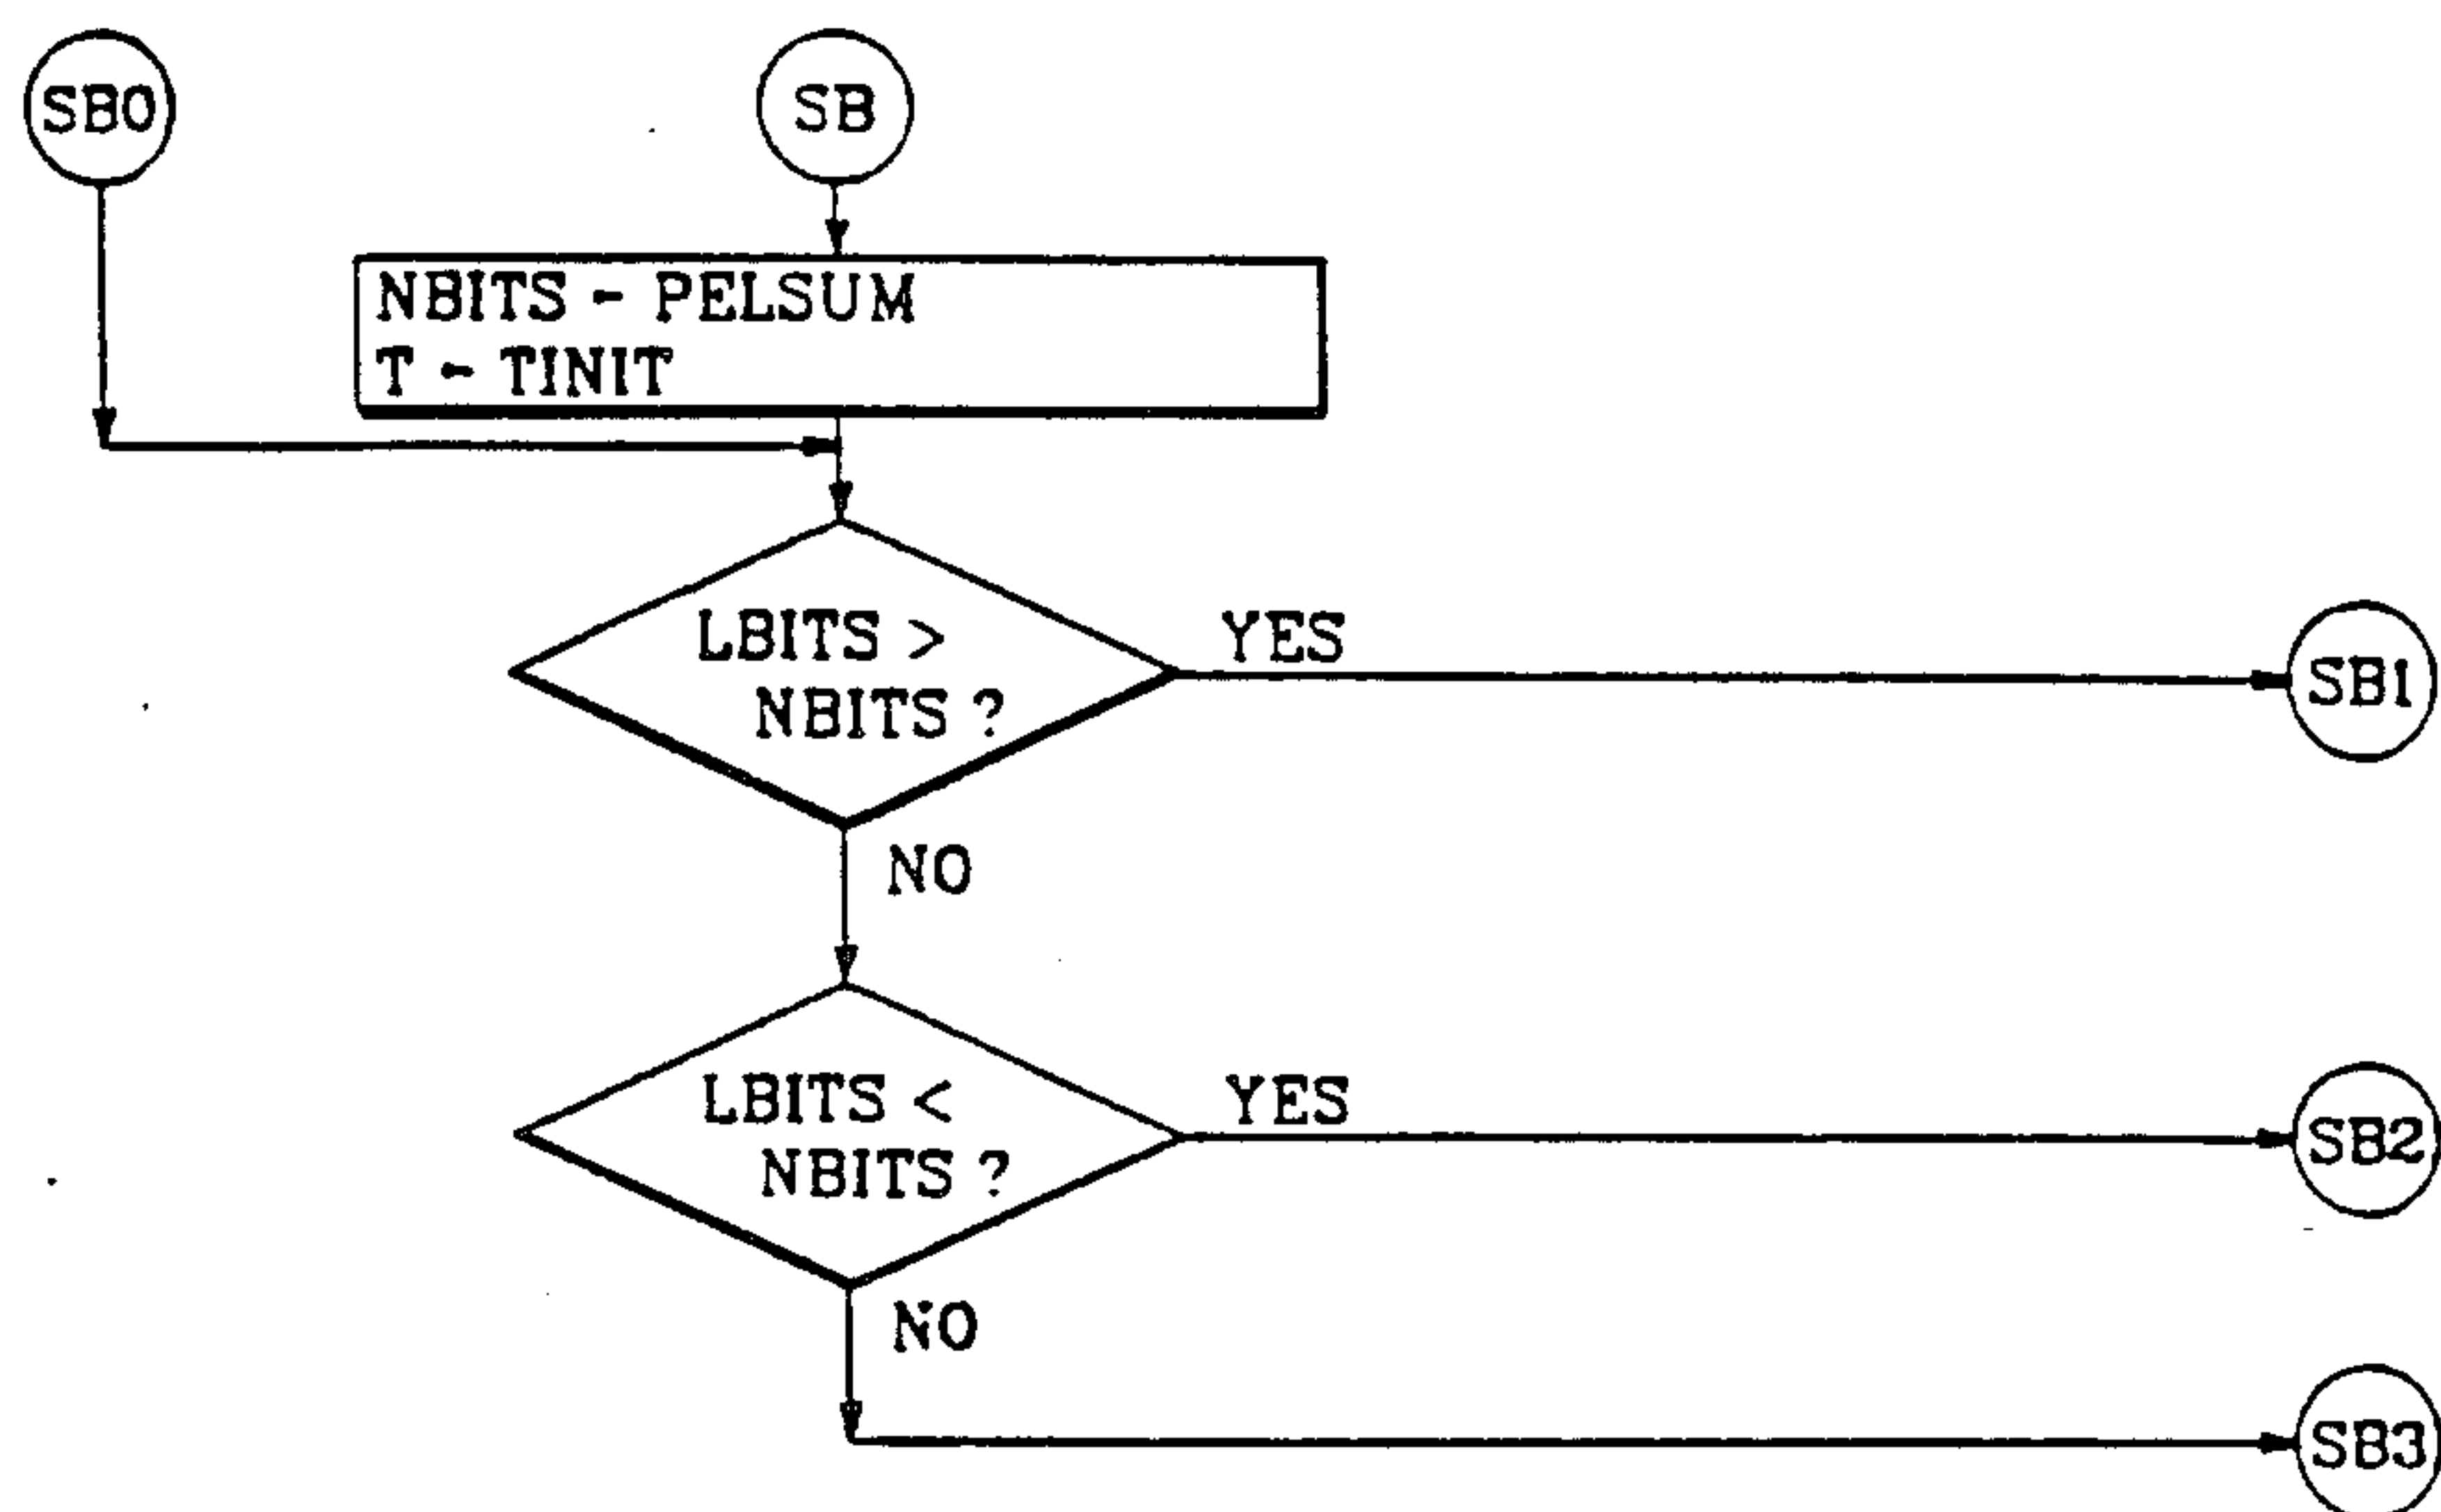 SB0
SB
NBITS ← PELSUM
T ← TINIT
LBITS >
NBITS ?
YES
SB1
NO
LBITS <
NBITS ?
YES
SB2
NO
SB3